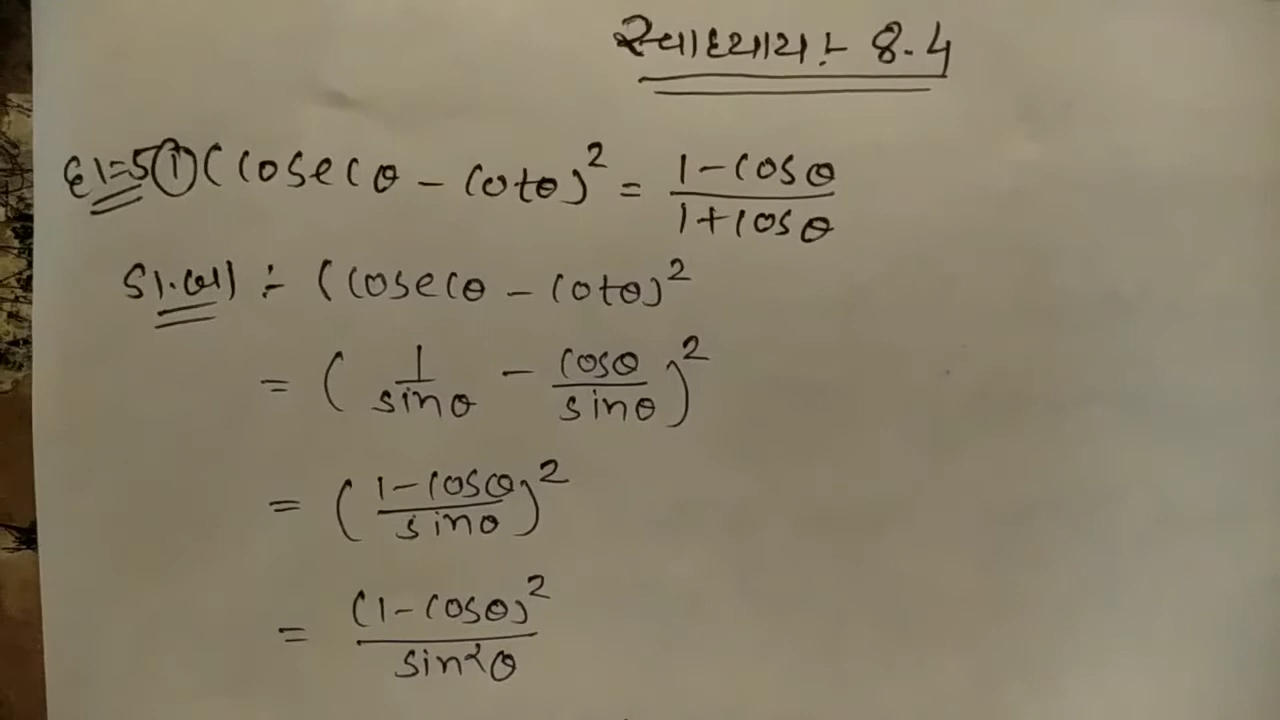 સ્વાધ્યાય :- 8.4
દા-5 ① (cosecθ - cotθ)² = 1-cosθ / 1+cosθ
ડા.બા :- (cosecθ - cotθ)²
= (1/sinθ - cosθ/sinθ)²
= (1-cosθ / sinθ)²
= (1-cosθ)² / sin²θ